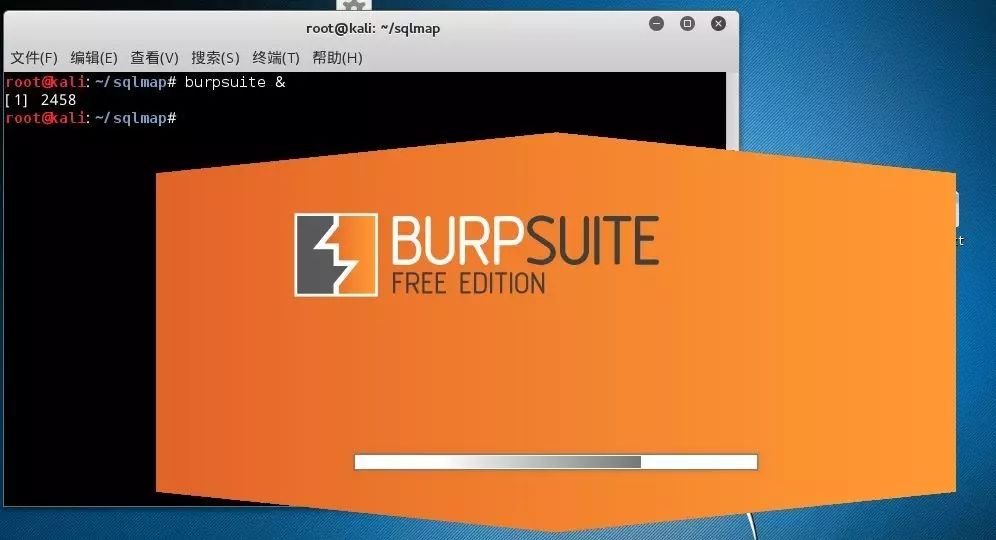 root@kali: ~/sqlmap
文件(F) 编辑(E) 查看(V) 搜索(S) 终端(T) 帮助(H)
root@kali:~/sqlmap# burpsuite &
[1] 2458
root@kali:~/sqlmap#
BURPSUITE
FREE EDITION